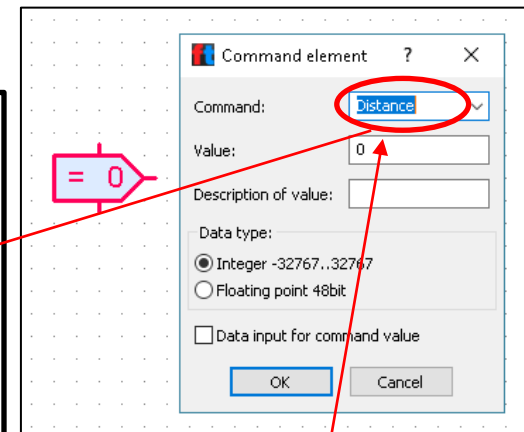 ft Command element ? ×
Command: Distance
= 0
Value: 0
Description of value:
Data type:
Integer -32767..32767
Floating point 48bit
Data input for command value
OK Cancel